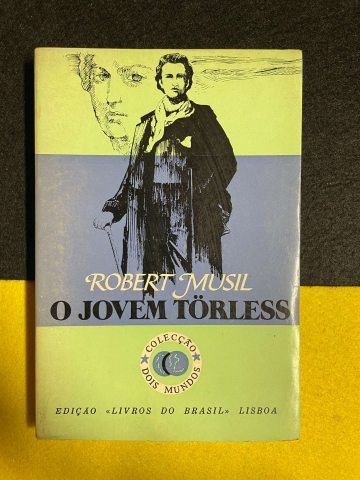 ROBERT MUSIL
O JOVEM TÖRLESS
COLECÇÃO
DOIS MUNDOS
EDIÇÃO «LIVROS DO BRASIL» LISBOA